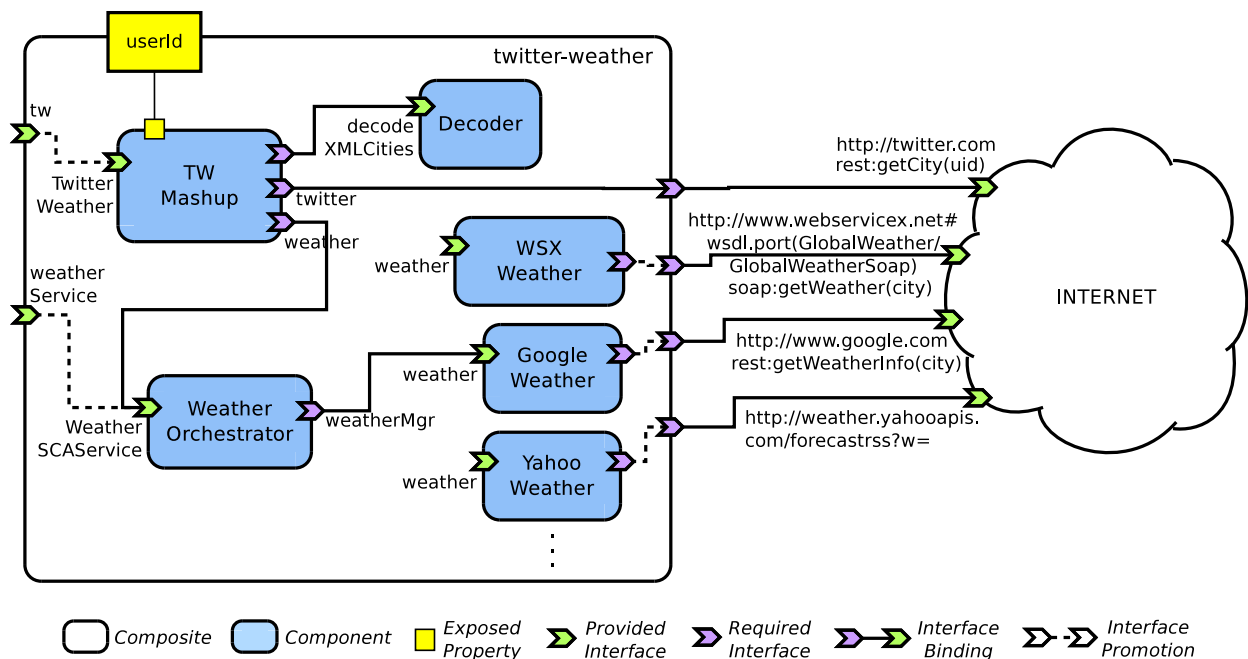 userId
twitter-weather
tw
decode
XMLCities
Decoder
TW
Mashup
Twitter
Weather
twitter
weather
http://twitter.com
rest:getCity(uid)
weather
Service
weather
WSX
Weather
http://www.webservicex.net#
wsdl.port(GlobalWeather/
GlobalWeatherSoap)
soap:getWeather(city)
INTERNET
weather
Google
Weather
http://www.google.com
rest:getWeatherInfo(city)
Weather
SCAService
Weather
Orchestrator
weatherMgr
weather
Yahoo
Weather
http://weather.yahooapis.
com/forecastrss?w=
Composite
Component
Exposed
Property
Provided
Interface
Required
Interface
Interface
Binding
Interface
Promotion